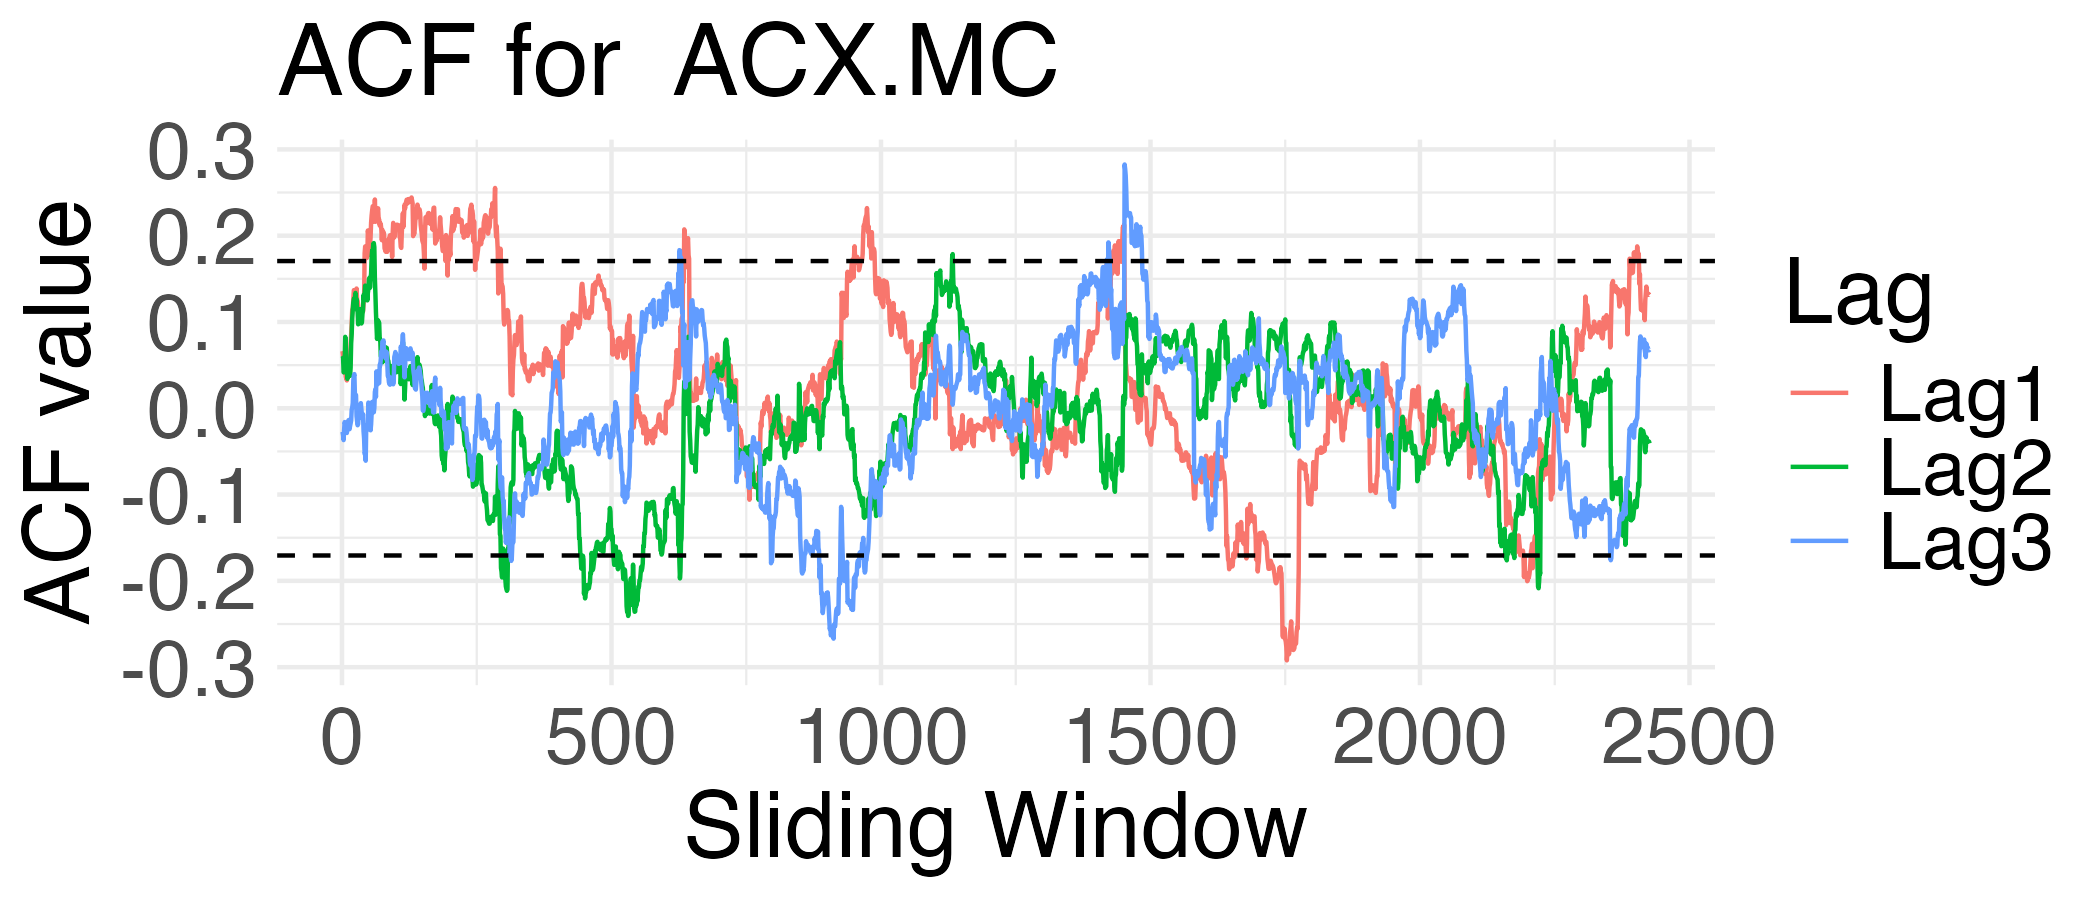 ACF for  ACX.MC
ACF value
0.3
0.2
0.1
0.0
-0.1
-0.2
-0.3
0 500 1000 1500 2000 2500
Sliding Window
Lag
Lag1
Lag2
Lag3